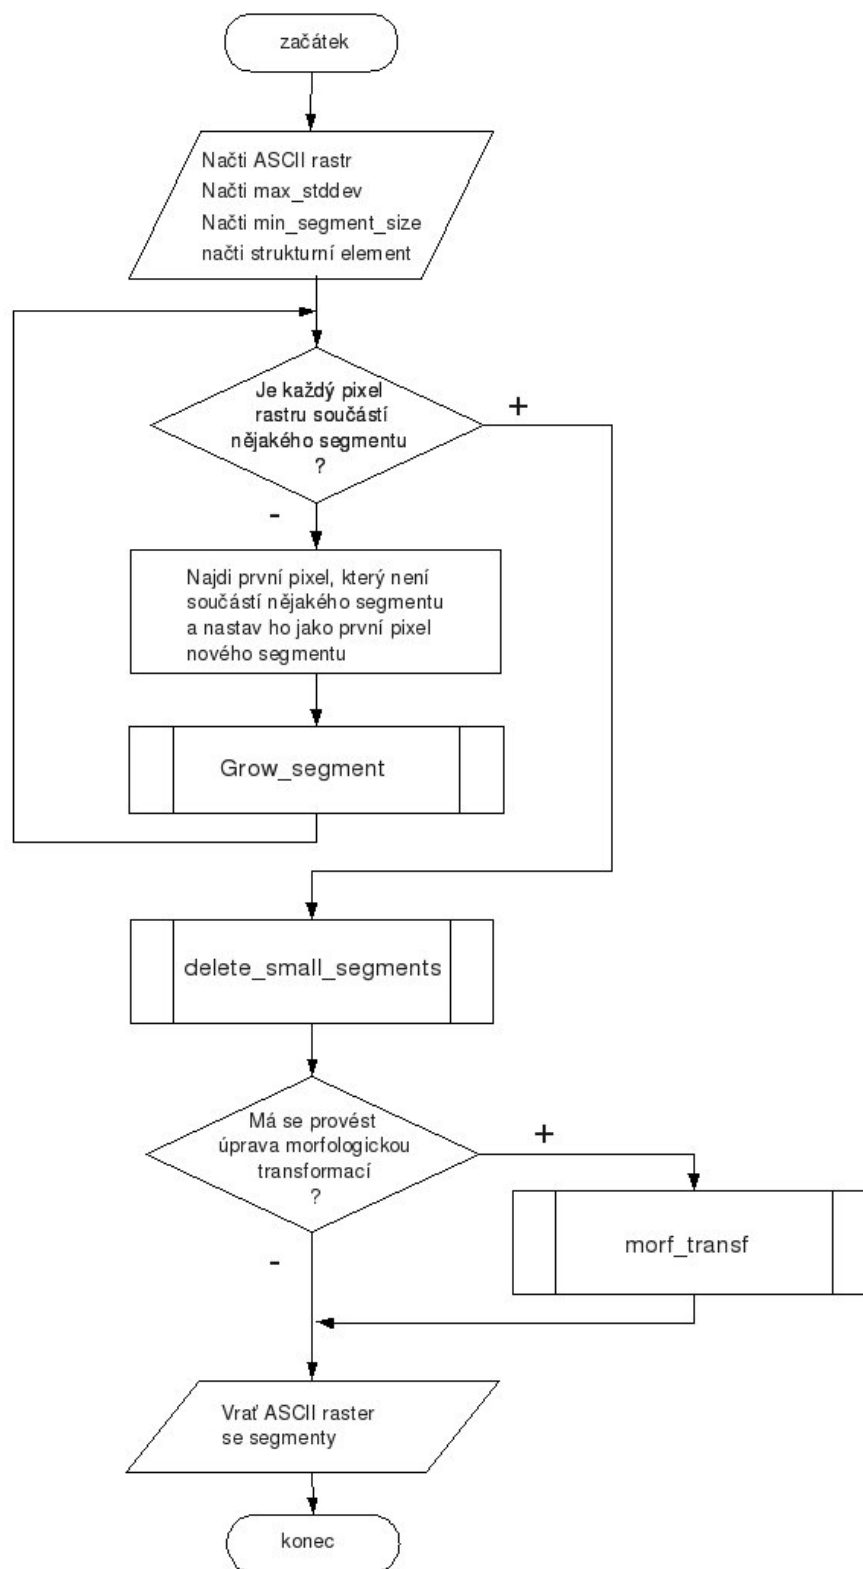 začátek
Načti ASCII rastr
Načti max_stddev
Načti min_segment_size
načti strukturní element
Je každý pixel
rastru součástí
nějakého segmentu
?
+
-
Najdi první pixel, který není
součástí nějakého segmentu
a nastav ho jako první pixel
nového segmentu
Grow_segment
delete_small_segments
Má se provést
úprava morfologickou
transformací
?
+
-
morf_transf
Vrať ASCII raster
se segmenty
konec